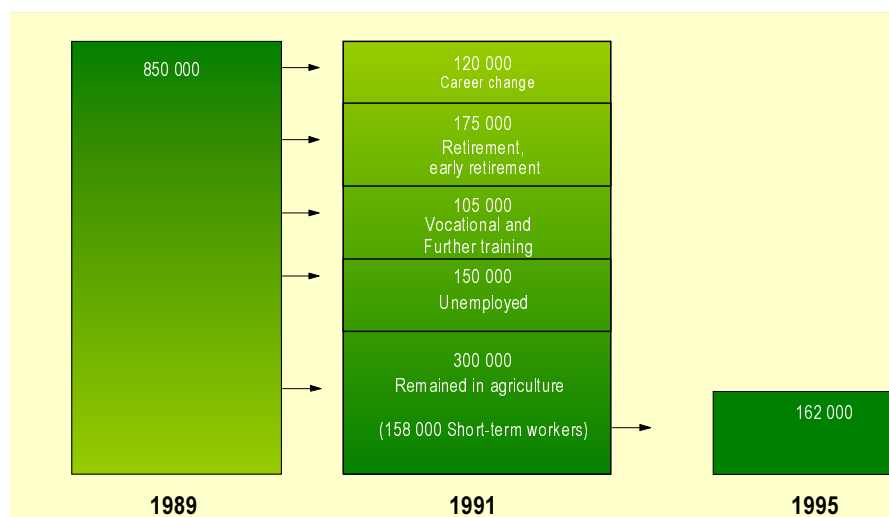 850 000
120 000
Career change
175 000
Retirement,
early retirement
105 000
Vocational and
Further training
150 000
Unemployed
300 000
Remained in agriculture
(158 000 Short-term workers)
162 000
1989
1991
1995